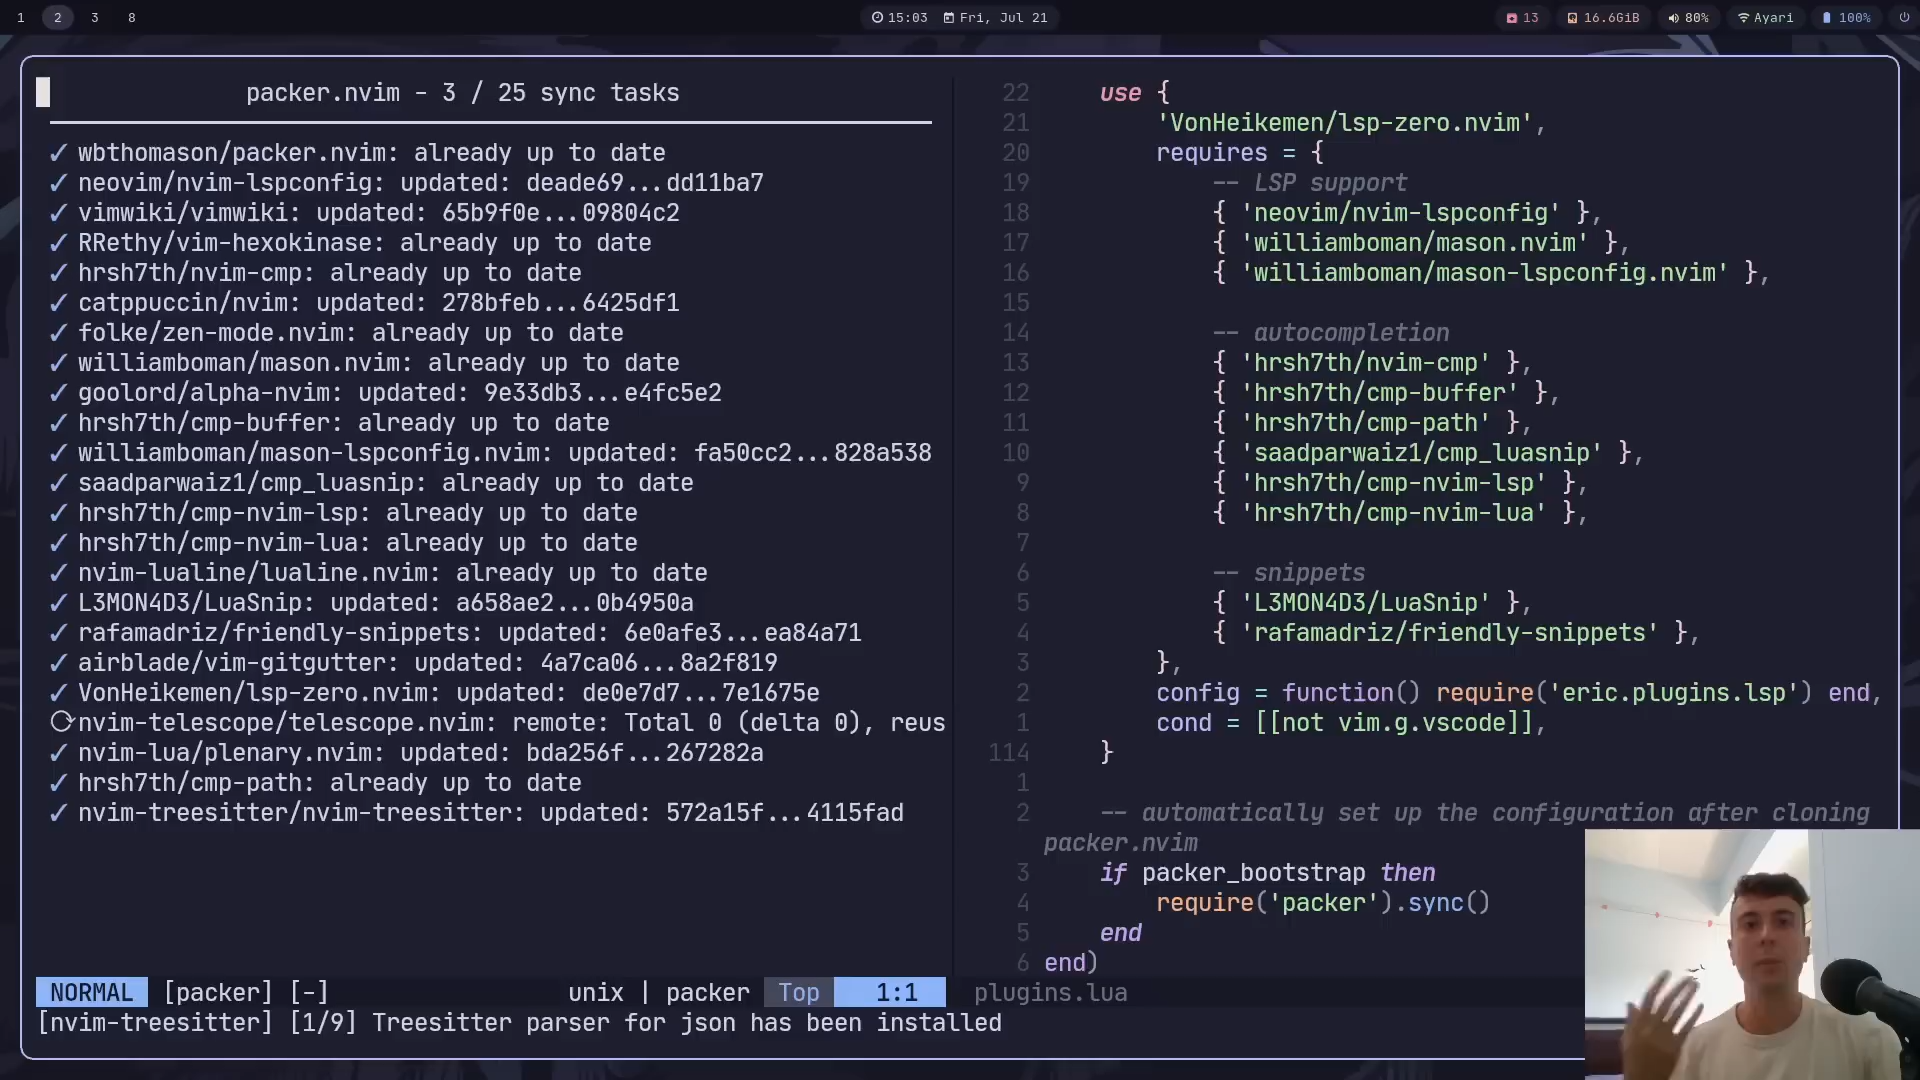 1 2 3 8
15:03 Fri, Jul 21
13 16.6GiB 80% Ayari 100%
packer.nvim - 3 / 25 sync tasks
✓ wbthomason/packer.nvim: already up to date
✓ neovim/nvim-lspconfig: updated: deade69...dd11ba7
✓ vimwiki/vimwiki: updated: 65b9f0e...09804c2
✓ RRethy/vim-hexokinase: already up to date
✓ hrsh7th/nvim-cmp: already up to date
✓ catppuccin/nvim: updated: 278bfeb...6425df1
✓ folke/zen-mode.nvim: already up to date
✓ williamboman/mason.nvim: already up to date
✓ goolord/alpha-nvim: updated: 9e33db3...e4fc5e2
✓ hrsh7th/cmp-buffer: already up to date
✓ williamboman/mason-lspconfig.nvim: updated: fa50cc2...828a538
✓ saadparwaiz1/cmp_luasnip: already up to date
✓ hrsh7th/cmp-nvim-lsp: already up to date
✓ hrsh7th/cmp-nvim-lua: already up to date
✓ nvim-lualine/lualine.nvim: already up to date
✓ L3MON4D3/LuaSnip: updated: a658ae2...0b4950a
✓ rafamadriz/friendly-snippets: updated: 6e0afe3...ea84a71
✓ airblade/vim-gitgutter: updated: 4a7ca06...8a2f819
✓ VonHeikemen/lsp-zero.nvim: updated: de0e7d7...7e1675e
nvim-telescope/telescope.nvim: remote: Total 0 (delta 0), reus
✓ nvim-lua/plenary.nvim: updated: bda256f...267282a
✓ hrsh7th/cmp-path: already up to date
✓ nvim-treesitter/nvim-treesitter: updated: 572a15f...4115fad
NORMAL [packer] [-] unix | packer Top 1:1
[nvim-treesitter] [1/9] Treesitter parser for json has been installed
22 use {
21 'VonHeikemen/lsp-zero.nvim',
20 requires = {
19 -- LSP support
18 { 'neovim/nvim-lspconfig' },
17 { 'williamboman/mason.nvim' },
16 { 'williamboman/mason-lspconfig.nvim' },
15
14 -- autocompletion
13 { 'hrsh7th/nvim-cmp' },
12 { 'hrsh7th/cmp-buffer' },
11 { 'hrsh7th/cmp-path' },
10 { 'saadparwaiz1/cmp_luasnip' },
9 { 'hrsh7th/cmp-nvim-lsp' },
8 { 'hrsh7th/cmp-nvim-lua' },
7
6 -- snippets
5 { 'L3MON4D3/LuaSnip' },
4 { 'rafamadriz/friendly-snippets' },
3 },
2 config = function() require('eric.plugins.lsp') end,
1 cond = [[not vim.g.vscode]],
114 }
1
2 -- automatically set up the configuration after cloning
packer.nvim
3 if packer_bootstrap then
4 require('packer').sync()
5 end
6 end)
plugins.lua